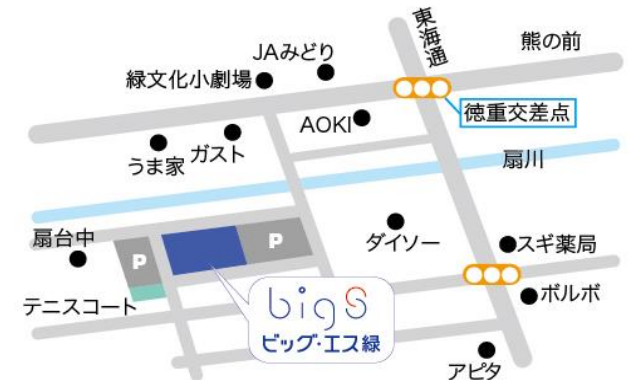 東海通
熊の前
JAみどり
緑文化小劇場
徳重交差点
AOKI
うま家
ガスト
扇川
扇台中
P
P
ダイソー
スギ薬局
テニスコート
bigS
ビッグ・エス緑
ボルボ
アピタ